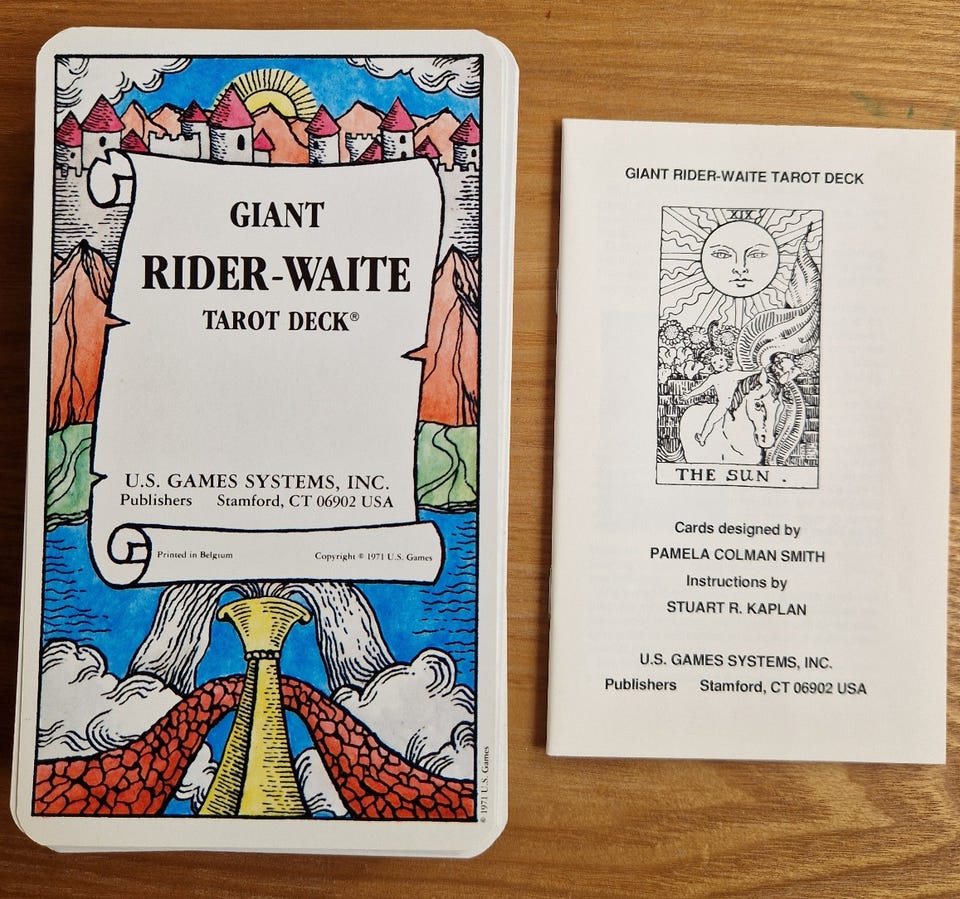 GIANT
RIDER-WAITE
TAROT DECK®
U.S. GAMES SYSTEMS, INC.
Publishers Stamford, CT 06902 USA
Printed in Belgium Copyright © 1971 U.S. Games
© 1971 U.S. Games
GIANT RIDER-WAITE TAROT DECK
XIX
THE SUN .
Cards designed by
PAMELA COLMAN SMITH
Instructions by
STUART R. KAPLAN
U.S. GAMES SYSTEMS, INC.
Publishers Stamford, CT 06902 USA